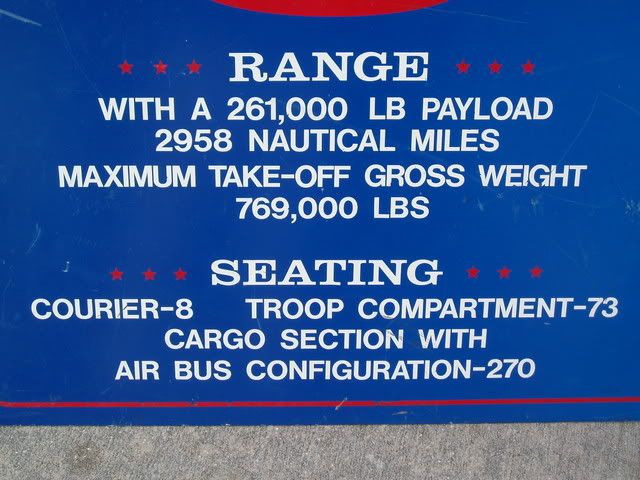 RANGE
WITH A 261,000 LB PAYLOAD
2958 NAUTICAL MILES
MAXIMUM TAKE-OFF GROSS WEIGHT
769,000 LBS
SEATING
COURIER-8 TROOP COMPARTMENT-73
CARGO SECTION WITH
AIR BUS CONFIGURATION-270